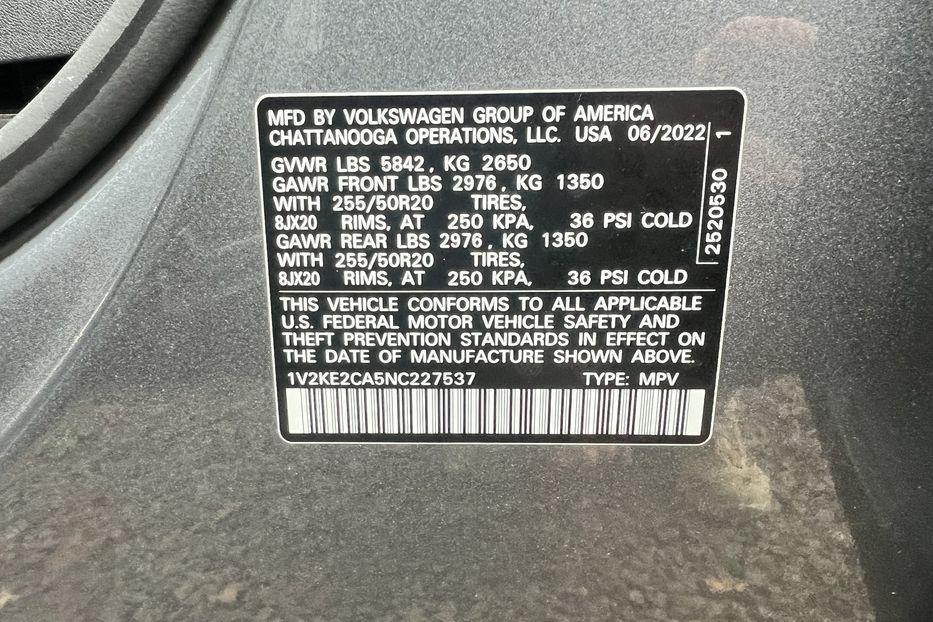 MFD BY VOLKSWAGEN GROUP OF AMERICA
CHATTANOOGA OPERATIONS, LLC. USA 06/2022
GVWR LBS 5842, KG 2650
GAWR FRONT LBS 2976, KG 1350
WITH 255/50R20 TIRES,
8JX20 RIMS, AT 250 KPA, 36 PSI COLD
GAWR REAR LBS 2976, KG 1350
WITH 255/50R20 TIRES,
8JX20 RIMS, AT 250 KPA, 36 PSI COLD
THIS VEHICLE CONFORMS TO ALL APPLICABLE
U.S. FEDERAL MOTOR VEHICLE SAFETY AND
THEFT PREVENTION STANDARDS IN EFFECT ON
THE DATE OF MANUFACTURE SHOWN ABOVE.
1V2KE2CA5NC227537 TYPE: MPV
2520530 1